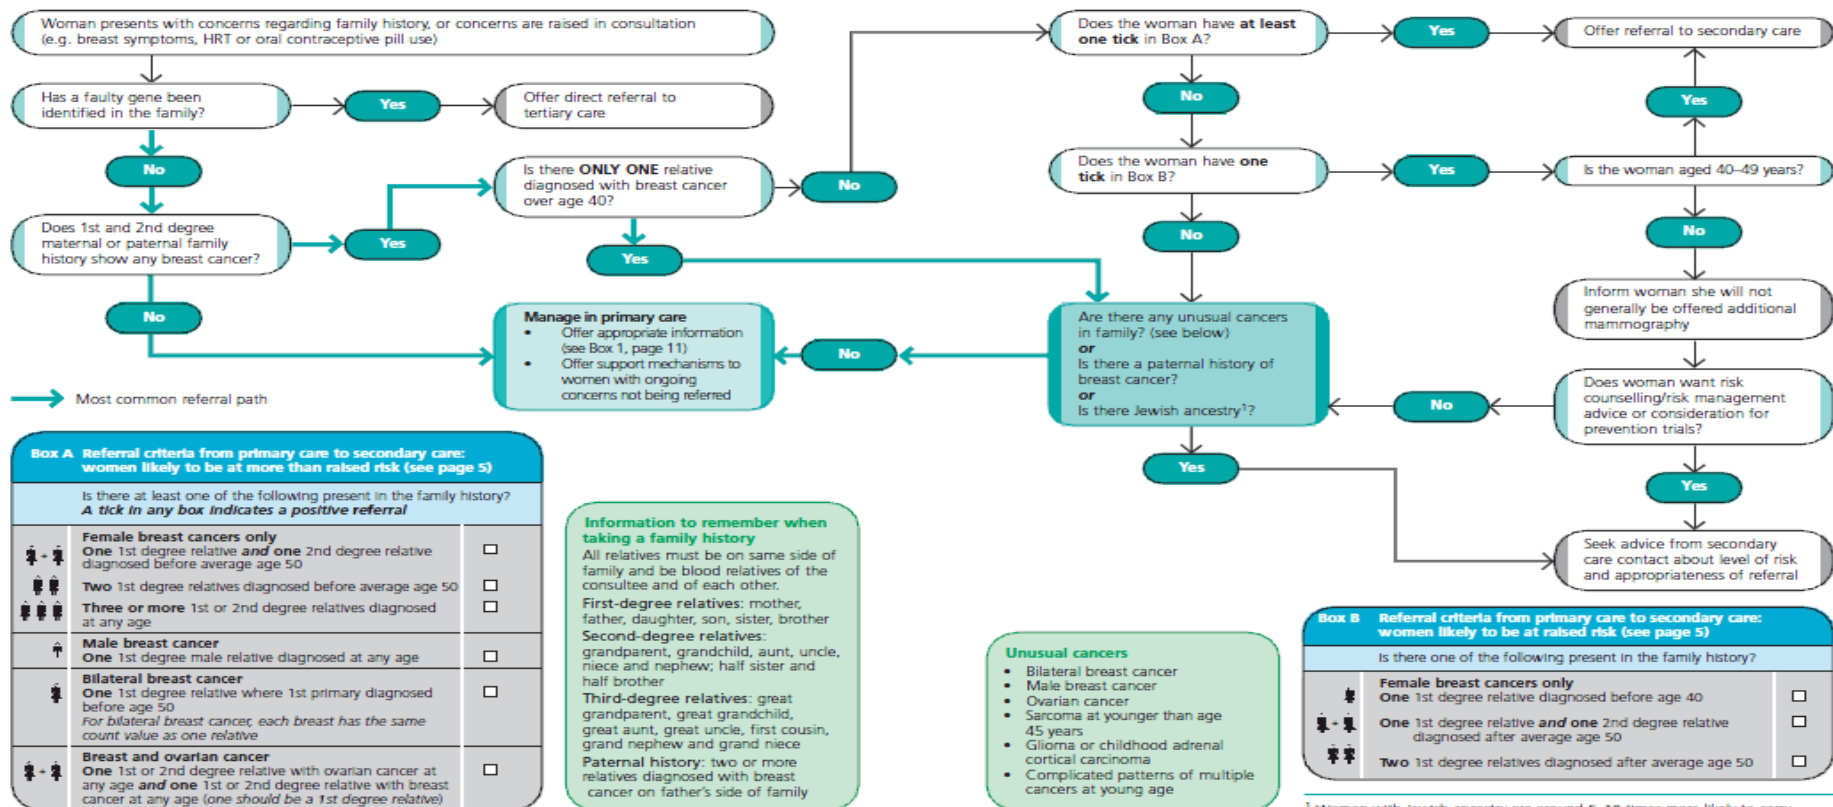 Woman presents with concerns regarding family history, or concerns are raised in consultation
(e.g. breast symptoms, HRT or oral contraceptive pill use)
Has a faulty gene been
identified in the family?
Yes
Offer direct referral to
tertiary care
No
Does 1st and 2nd degree
maternal or paternal family
history show any breast cancer?
Yes
No
Is there ONLY ONE relative
diagnosed with breast cancer
over age 40?
No
Yes
Manage in primary care
• Offer appropriate information
(see Box 1, page 11)
• Offer support mechanisms to
women with ongoing
concerns not being referred
No
Most common referral path
Does the woman have at least
one tick in Box A?
Yes
Offer referral to secondary care
No
Yes
Does the woman have one
tick in Box B?
Yes
Is the woman aged 40–49 years?
No
No
Are there any unusual cancers
in family? (see below)
or
Is there a paternal history of
breast cancer?
or
Is there Jewish ancestry¹?
Inform woman she will not
generally be offered additional
mammography
Does woman want risk
counselling/risk management
advice or consideration for
prevention trials?
No
Yes
Yes
Seek advice from secondary
care contact about level of risk
and appropriateness of referral
Box A Referral criteria from primary care to secondary care:
women likely to be at more than raised risk (see page 5)
Is there at least one of the following present in the family history?
A tick in any box indicates a positive referral
Female breast cancers only
One 1st degree relative and one 2nd degree relative
diagnosed before average age 50
Two 1st degree relatives diagnosed before average age 50
Three or more 1st or 2nd degree relatives diagnosed
at any age
Male breast cancer
One 1st degree male relative diagnosed at any age
Bilateral breast cancer
One 1st degree relative where 1st primary diagnosed
before age 50
For bilateral breast cancer, each breast has the same
count value as one relative
Breast and ovarian cancer
One 1st or 2nd degree relative with ovarian cancer at
any age and one 1st or 2nd degree relative with breast
cancer at any age (one should be a 1st degree relative)
Information to remember when
taking a family history
All relatives must be on same side of
family and be blood relatives of the
consultee and of each other.
First-degree relatives: mother,
father, daughter, son, sister, brother
Second-degree relatives:
grandparent, grandchild, aunt, uncle,
niece and nephew; half sister and
half brother
Third-degree relatives: great
grandparent, great grandchild,
great aunt, great uncle, first cousin,
grand nephew and grand niece
Paternal history: two or more
relatives diagnosed with breast
cancer on father's side of family
Unusual cancers
• Bilateral breast cancer
• Male breast cancer
• Ovarian cancer
• Sarcoma at younger than age
45 years
• Glioma or childhood adrenal
cortical carcinoma
• Complicated patterns of multiple
cancers at young age
Box B Referral criteria from primary care to secondary care:
women likely to be at raised risk (see page 5)
Is there one of the following present in the family history?
Female breast cancers only
One 1st degree relative diagnosed before age 40
One 1st degree relative and one 2nd degree relative
diagnosed after average age 50
Two 1st degree relatives diagnosed after average age 50
¹ Women with Jewish ancestry are around 5–10 times more likely to carry